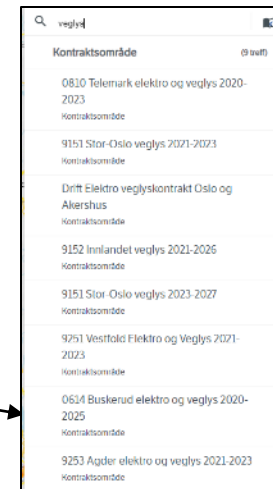 veglys
Kontraktsområde (9 treff)
0810 Telemark elektro og veglys 2020-
2023
Kontraktsområde
9151 Stor-Oslo veglys 2021-2023
Kontraktsområde
Drift Elektro veglyskontrakt Oslo og
Akershus
Kontraktsområde
9152 Innlandet veglys 2021-2026
Kontraktsområde
9151 Stor-Oslo veglys 2023-2027
Kontraktsområde
9251 Vestfold Elektro og Veglys 2021-
2023
Kontraktsområde
0614 Buskerud elektro og veglys 2020-
2025
Kontraktsområde
9253 Agder elektro og veglys 2021-2023
Kontraktsområde